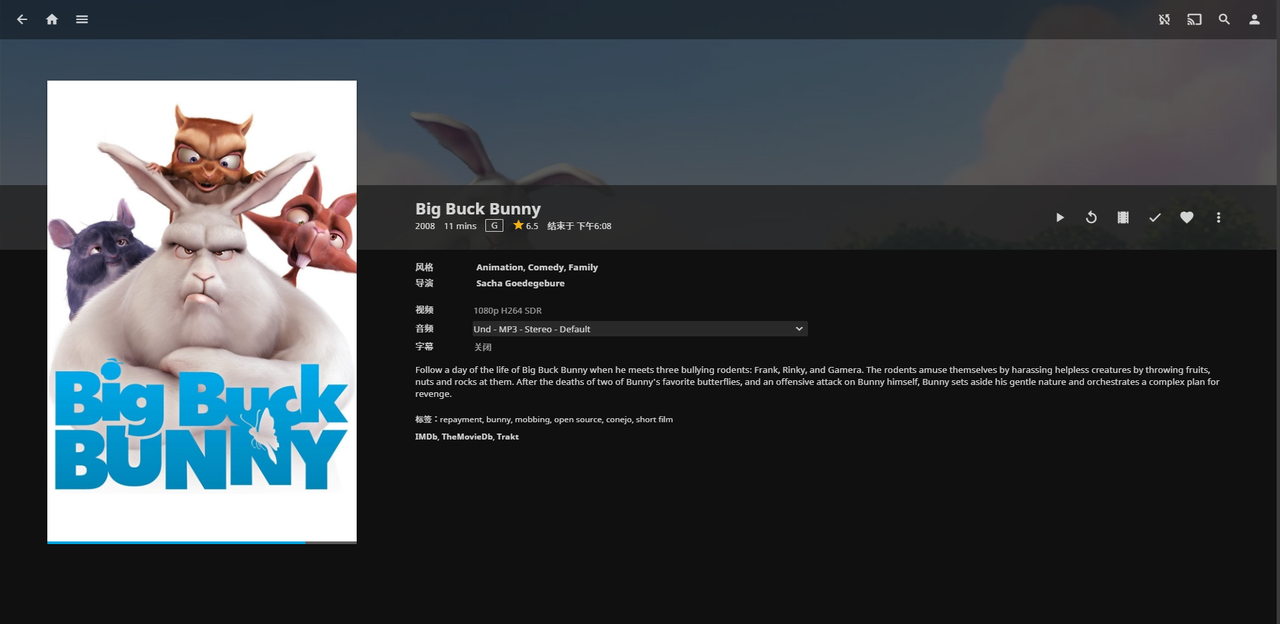 Big Buck
BUNNY
Big Buck Bunny
2008 11 mins G 6.5 结束于 下午6:08
风格 Animation, Comedy, Family
导演 Sacha Goedegebure
视频 1080p H264 SDR
音频 Und - MP3 - Stereo - Default
字幕 关闭
Follow a day of the life of Big Buck Bunny when he meets three bullying rodents: Frank, Rinky, and Gamera. The rodents amuse themselves by harassing helpless creatures by throwing fruits,
nuts and rocks at them. After the deaths of two of Bunny's favorite butterflies, and an offensive attack on Bunny himself, Bunny sets aside his gentle nature and orchestrates a complex plan for
revenge.
标签：repayment, bunny, mobbing, open source, conejo, short film
IMDb, TheMovieDb, Trakt